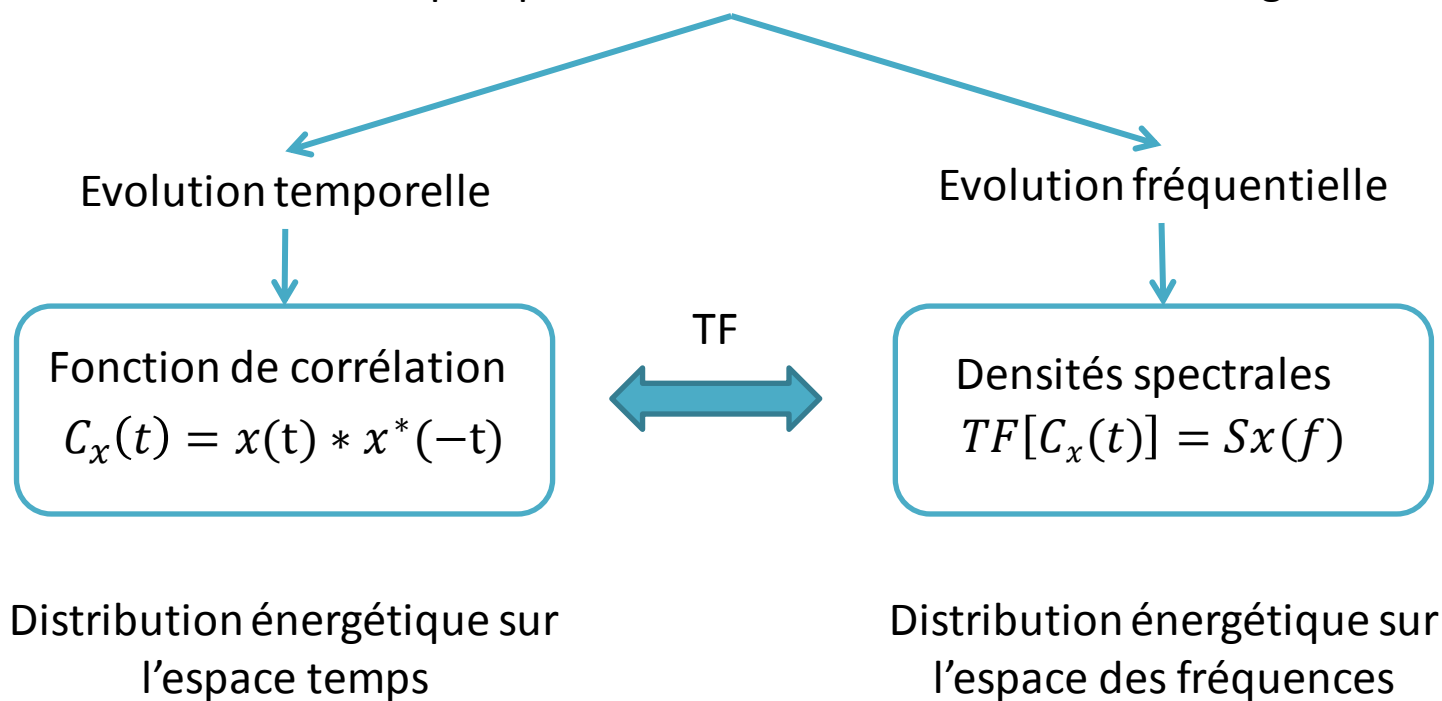 Evolution temporelle
Evolution fréquentielle
TF
Fonction de corrélation
C_x(t) = x(t) ∗ x^*(−t)
Densités spectrales
TF[C_x(t)] = Sx(f)
Distribution énergétique sur
l’espace temps
Distribution énergétique sur
l’espace des fréquences